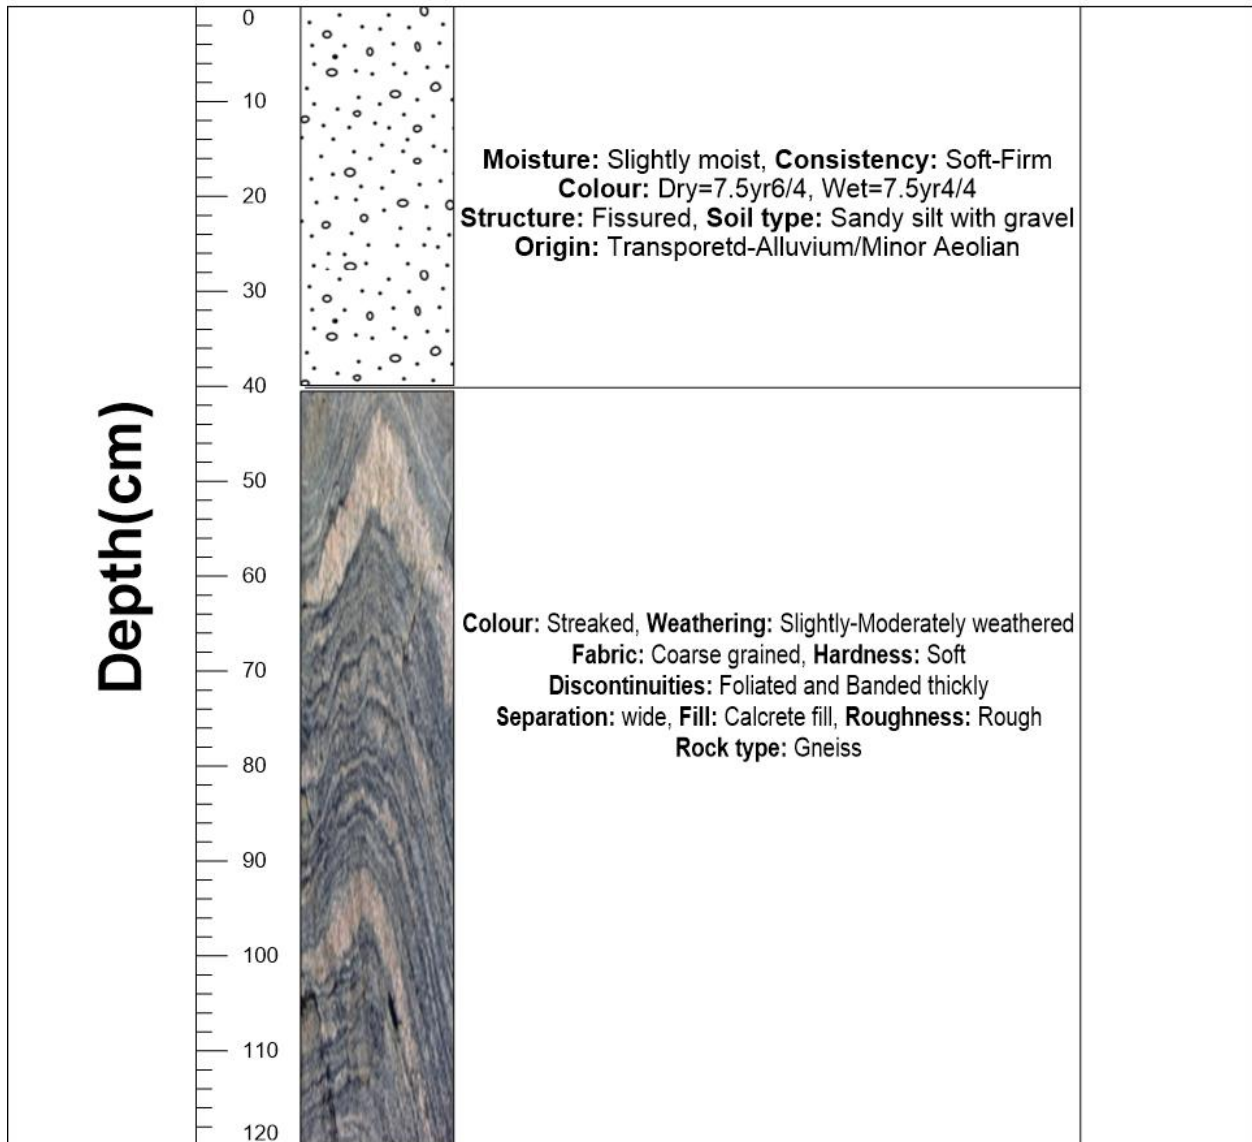 Depth(cm)
0
10
20
30
40
50
60
70
80
90
100
110
120
Moisture: Slightly moist, Consistency: Soft-Firm
Colour: Dry=7.5yr6/4, Wet=7.5yr4/4
Structure: Fissured, Soil type: Sandy silt with gravel
Origin: Transporetd-Alluvium/Minor Aeolian
Colour: Streaked, Weathering: Slightly-Moderately weathered
Fabric: Coarse grained, Hardness: Soft
Discontinuities: Foliated and Banded thickly
Separation: wide, Fill: Calcrete fill, Roughness: Rough
Rock type: Gneiss